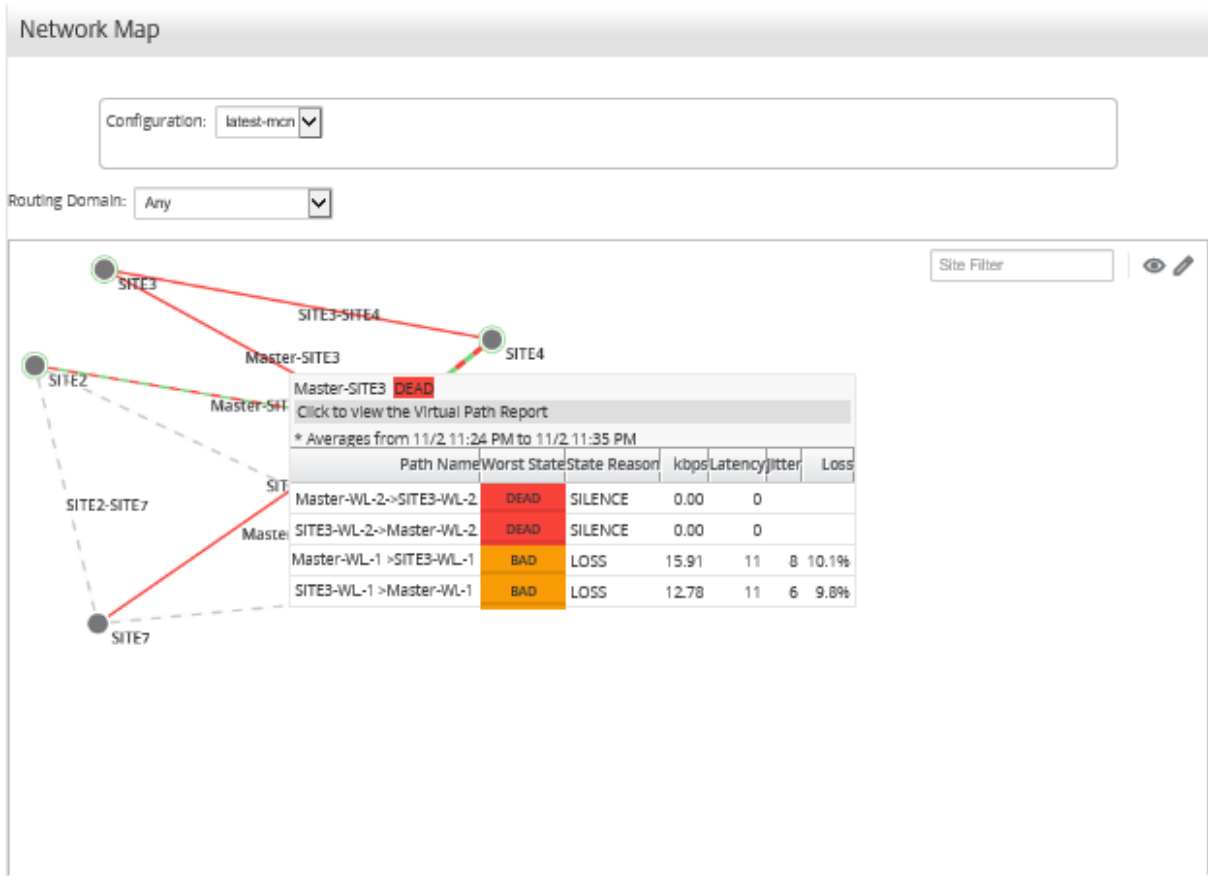 Network Map
Configuration: latest-mcn
Routing Domain: Any
Site Filter
SITE3
SITE3-SITE4
SITE4
Master-SITE3
SITE2
Master-SIT
Master-SITE3 DEAD
Click to view the Virtual Path Report
* Averages from 11/2 11:24 PM to 11/2 11:35 PM
Path Name Worst State State Reason kbps Latency Jitter Loss
SIT
Master-WL-2->SITE3-WL-2 DEAD SILENCE 0.00 0
SITE2-SITE7
Maste
SITE3-WL-2->Master-WL-2 DEAD SILENCE 0.00 0
Master-WL-1 >SITE3-WL-1 BAD LOSS 15.91 11 8 10.1%
SITE3-WL-1 >Master-WL-1 BAD LOSS 12.78 11 6 9.8%
SITE7